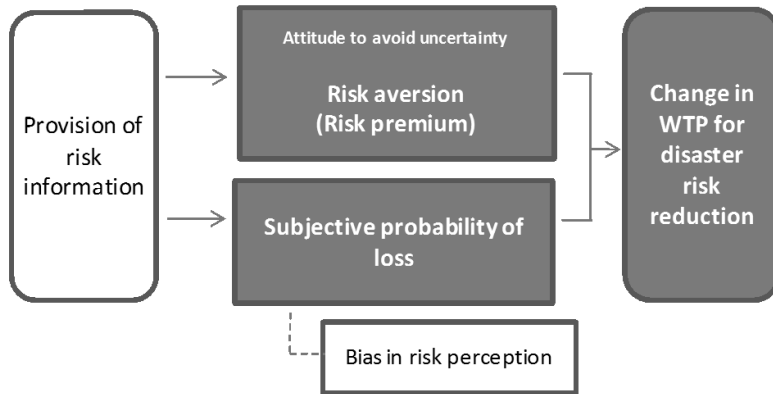 Provision of
risk
information
Attitude to avoid uncertainty
Risk aversion
(Risk premium)
Subjective probability of
loss
Bias in risk perception
Change in
WTP for
disaster
risk
reduction